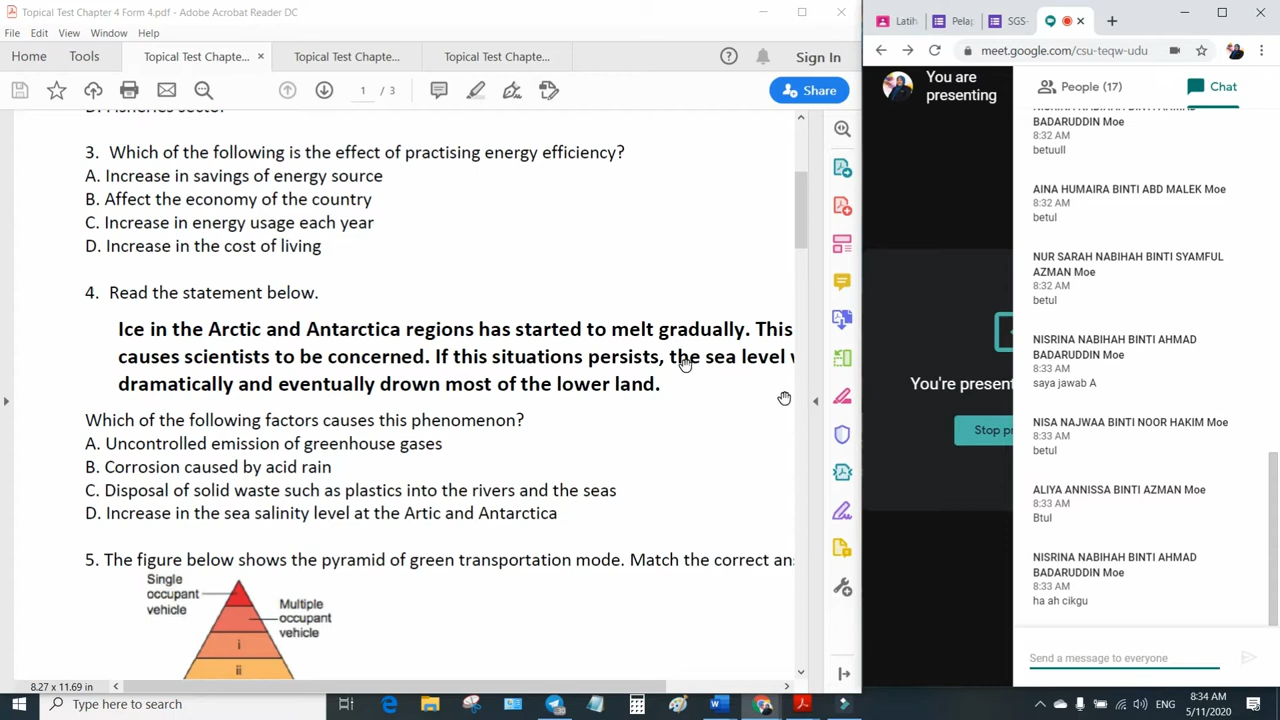 Topical Test Chapter 4 Form 4.pdf - Adobe Acrobat Reader DC
File Edit View Window Help
Home Tools Topical Test Chapte... × Topical Test Chapte... Topical Test Chapte... Sign In
1 / 3
Share
3. Which of the following is the effect of practising energy efficiency?
A. Increase in savings of energy source
B. Affect the economy of the country
C. Increase in energy usage each year
D. Increase in the cost of living
4. Read the statement below.
Ice in the Arctic and Antarctica regions has started to melt gradually. This
causes scientists to be concerned. If this situations persists, the sea level
dramatically and eventually drown most of the lower land.
Which of the following factors causes this phenomenon?
A. Uncontrolled emission of greenhouse gases
B. Corrosion caused by acid rain
C. Disposal of solid waste such as plastics into the rivers and the seas
D. Increase in the sea salinity level at the Artic and Antarctica
5. The figure below shows the pyramid of green transportation mode. Match the correct an
Single
occupant
vehicle
Multiple
occupant
vehicle
i
ii
8.27 x 11.69 in
Latih
Pela
SGS-
meet.google.com/csu-teqw-udu
You are
presenting
People (17)
Chat
BADARUDDIN Moe
8:32 AM
betuull
AINA HUMAIRA BINTI ABD MALEK Moe
8:32 AM
betul
NUR SARAH NABIHAH BINTI SYAMFUL
AZMAN Moe
8:32 AM
betul
NISRINA NABIHAH BINTI AHMAD
BADARUDDIN Moe
8:33 AM
saya jawab A
NISA NAJWAA BINTI NOOR HAKIM Moe
8:33 AM
betul
ALIYA ANNISSA BINTI AZMAN Moe
8:33 AM
Btul
NISRINA NABIHAH BINTI AHMAD
BADARUDDIN Moe
8:33 AM
ha ah cikgu
Send a message to everyone
You're present
Stop pr
Type here to search
ENG
8:34 AM
5/11/2020